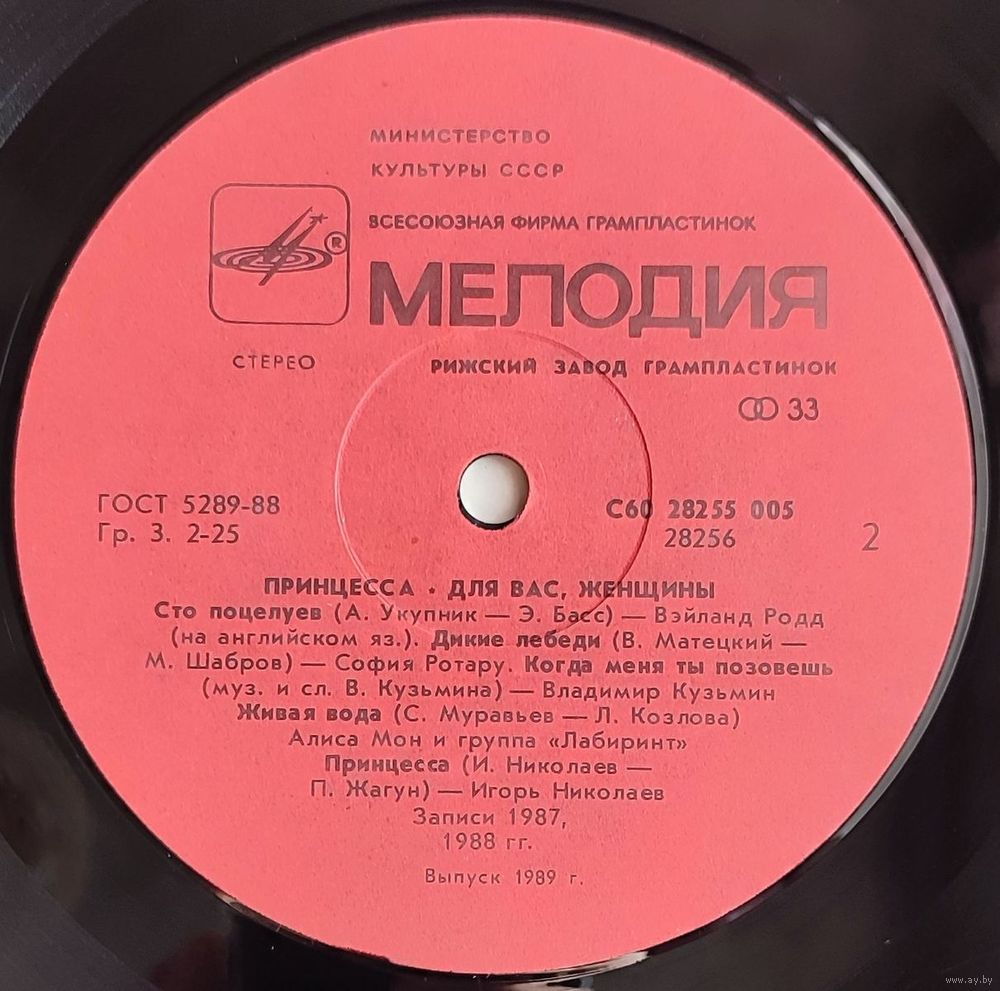 МИНИСТЕРСТВО
КУЛЬТУРЫ СССР
ВСЕСОЮЗНАЯ ФИРМА ГРАМПЛАСТИНОК
®
МЕЛОДИЯ
СТЕРЕО
РИЖСКИЙ ЗАВОД ГРАМПЛАСТИНОК
33
ГОСТ 5289-88
Гр. 3. 2-25
С60 28255 005
28256
2
ПРИНЦЕССА • ДЛЯ ВАС, ЖЕНЩИНЫ
Сто поцелуев (А. Укупник — Э. Басс) — Вэйланд Родд
(на английском яз.). Дикие лебеди (В. Матецкий —
М. Шабров) — София Ротару. Когда меня ты позовешь
(муз. и сл. В. Кузьмина) — Владимир Кузьмин
Живая вода (С. Муравьев — Л. Козлова)
Алиса Мон и группа «Лабиринт»
Принцесса (И. Николаев —
П. Жагун) — Игорь Николаев
Записи 1987,
1988 гг.
Выпуск 1989 г.
www.ay.by